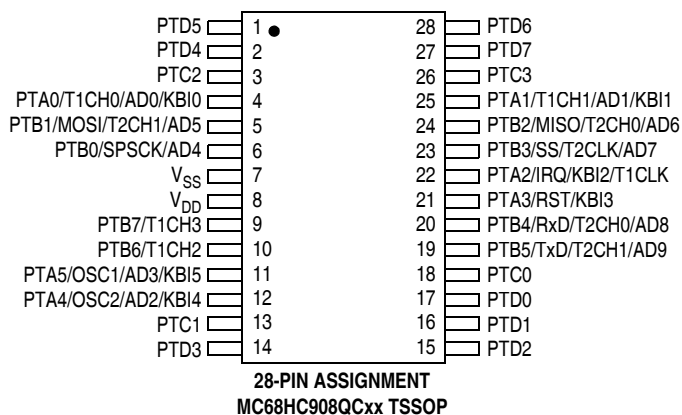 PTD5 1 28 PTD6
PTD4 2 27 PTD7
PTC2 3 26 PTC3
PTA0/T1CH0/AD0/KBI0 4 25 PTA1/T1CH1/AD1/KBI1
PTB1/MOSI/T2CH1/AD5 5 24 PTB2/MISO/T2CH0/AD6
PTB0/SPSCK/AD4 6 23 PTB3/SS/T2CLK/AD7
VSS 7 22 PTA2/IRQ/KBI2/T1CLK
VDD 8 21 PTA3/RST/KBI3
PTB7/T1CH3 9 20 PTB4/RxD/T2CH0/AD8
PTB6/T1CH2 10 19 PTB5/TxD/T2CH1/AD9
PTA5/OSC1/AD3/KBI5 11 18 PTC0
PTA4/OSC2/AD2/KBI4 12 17 PTD0
PTC1 13 16 PTD1
PTD3 14 15 PTD2
28-PIN ASSIGNMENT
MC68HC908QCxx TSSOP